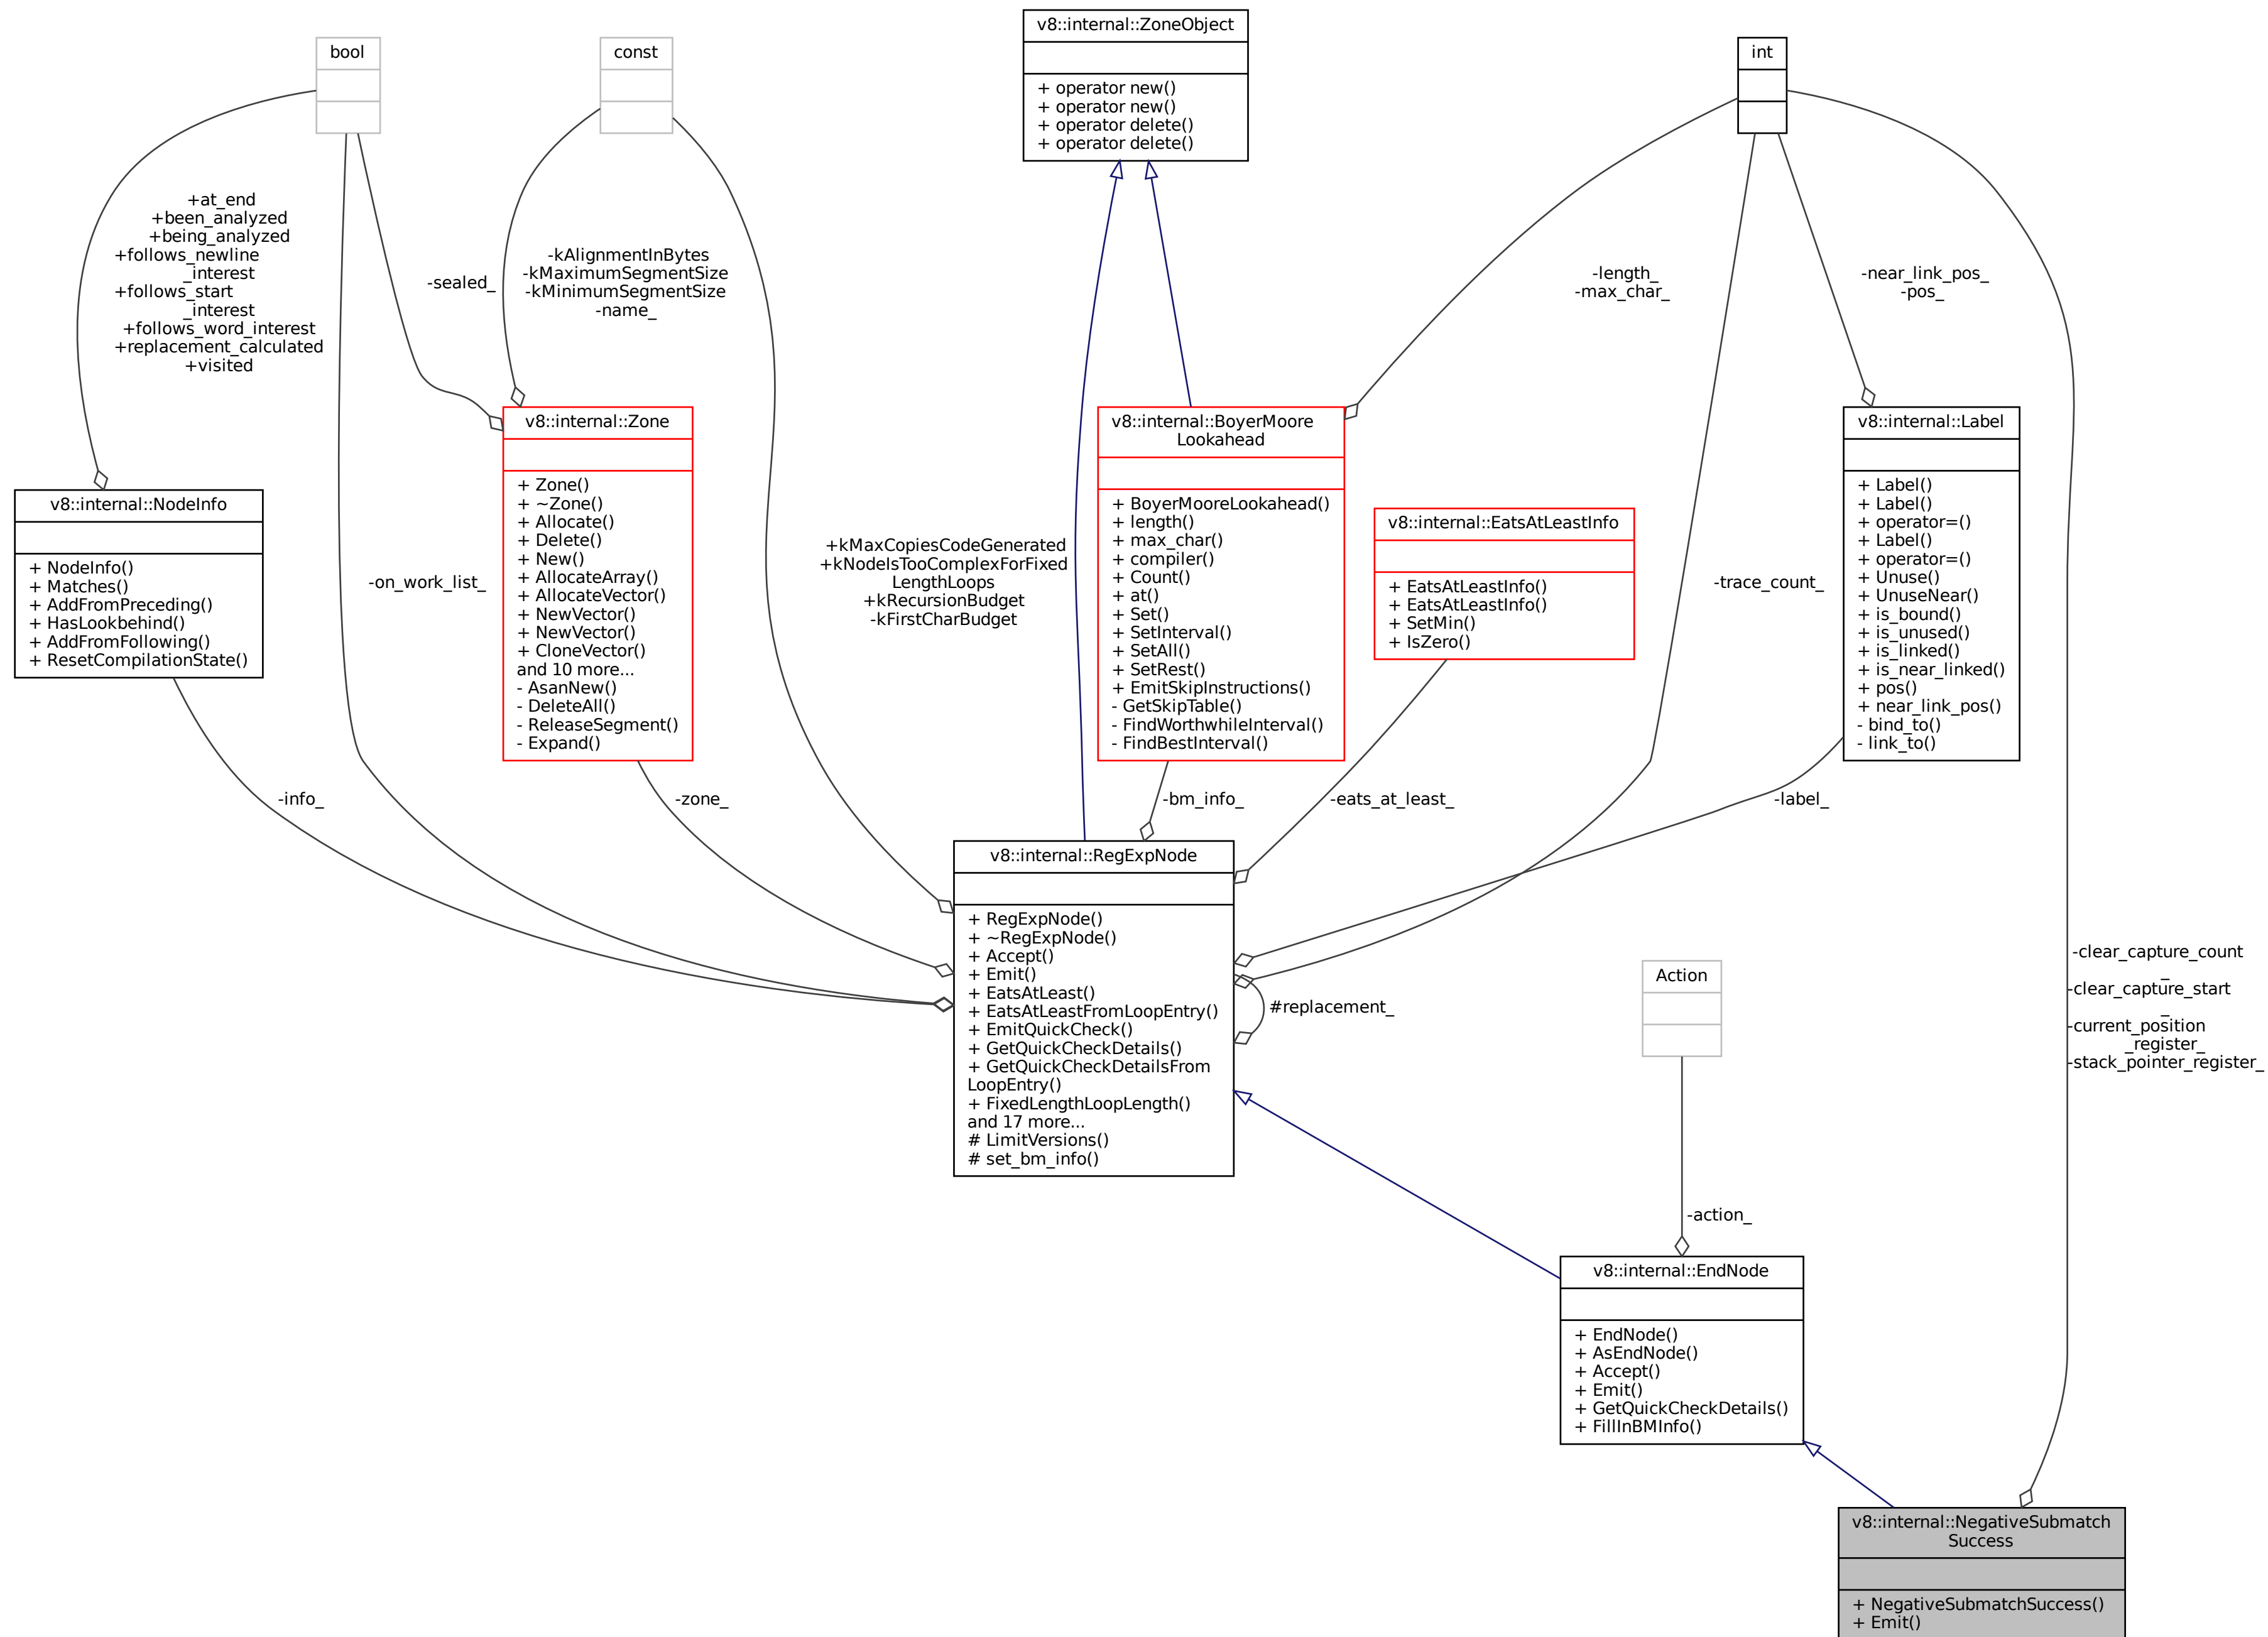 v8::internal::ZoneObject
+ operator new()
+ operator new()
+ operator delete()
+ operator delete()
bool
const
int
+at_end
+been_analyzed
+being_analyzed
+follows_newline
_interest
+follows_start
_interest
+follows_word_interest
+replacement_calculated
+visited
-sealed_
-kAlignmentInBytes
-kMaximumSegmentSize
-kMinimumSegmentSize
-name_
-length_
-max_char_
-near_link_pos_
-pos_
v8::internal::NodeInfo
+ NodeInfo()
+ Matches()
+ AddFromPreceding()
+ HasLookbehind()
+ AddFromFollowing()
+ ResetCompilationState()
-on_work_list_
v8::internal::Zone
+ Zone()
+ ~Zone()
+ Allocate()
+ Delete()
+ New()
+ AllocateArray()
+ AllocateVector()
+ NewVector()
+ NewVector()
+ CloneVector()
and 10 more...
- AsanNew()
- DeleteAll()
- ReleaseSegment()
- Expand()
+kMaxCopiesCodeGenerated
+kNodeIsTooComplexForFixed
LengthLoops
+kRecursionBudget
-kFirstCharBudget
v8::internal::BoyerMoore
Lookahead
+ BoyerMooreLookahead()
+ length()
+ max_char()
+ compiler()
+ Count()
+ at()
+ Set()
+ SetInterval()
+ SetAll()
+ SetRest()
+ EmitSkipInstructions()
- GetSkipTable()
- FindWorthwhileInterval()
- FindBestInterval()
v8::internal::EatsAtLeastInfo
+ EatsAtLeastInfo()
+ EatsAtLeastInfo()
+ SetMin()
+ IsZero()
-trace_count_
v8::internal::Label
+ Label()
+ Label()
+ operator=()
+ Label()
+ operator=()
+ Unuse()
+ UnuseNear()
+ is_bound()
+ is_unused()
+ is_linked()
+ is_near_linked()
+ pos()
+ near_link_pos()
- bind_to()
- link_to()
-info_
-zone_
-bm_info_
-eats_at_least_
-label_
v8::internal::RegExpNode
+ RegExpNode()
+ ~RegExpNode()
+ Accept()
+ Emit()
+ EatsAtLeast()
+ EatsAtLeastFromLoopEntry()
+ EmitQuickCheck()
+ GetQuickCheckDetails()
+ GetQuickCheckDetailsFrom
LoopEntry()
+ FixedLengthLoopLength()
and 17 more...
# LimitVersions()
# set_bm_info()
#replacement_
Action
-clear_capture_count
_
-clear_capture_start
_
-current_position
_register_
-stack_pointer_register_
-action_
v8::internal::EndNode
+ EndNode()
+ AsEndNode()
+ Accept()
+ Emit()
+ GetQuickCheckDetails()
+ FillInBMInfo()
v8::internal::NegativeSubmatch
Success
+ NegativeSubmatchSuccess()
+ Emit()